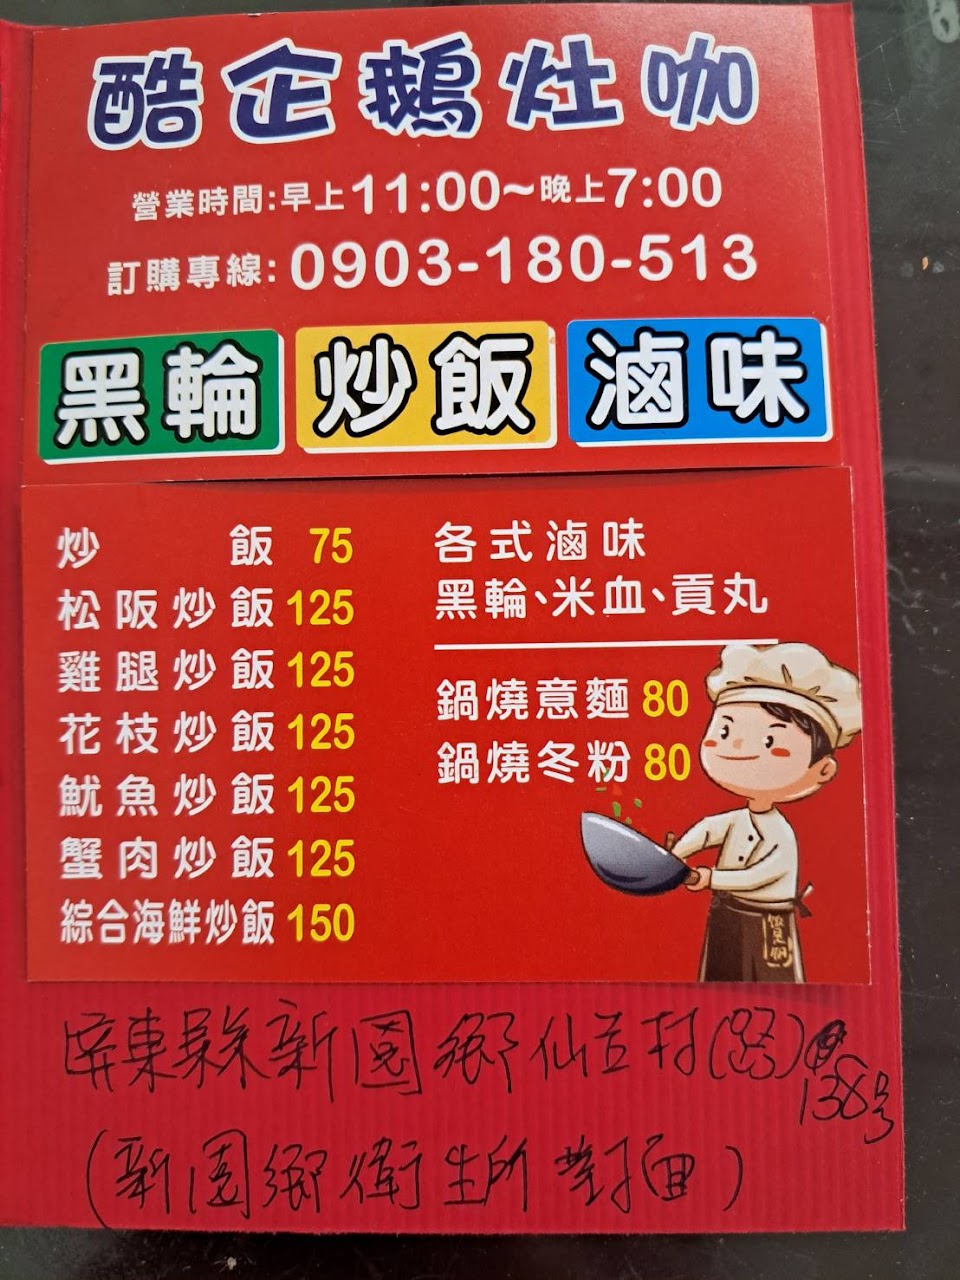 酷企鵝灶咖
營業時間:早上11:00~晚上7:00
訂購專線:0903-180-513
黑輪 炒飯 滷味
炒飯 75
松阪炒飯 125
雞腿炒飯 125
花枝炒飯 125
魷魚炒飯 125
蟹肉炒飯 125
綜合海鮮炒飯 150
各式滷味
黑輪、米血、貢丸
鍋燒意麵 80
鍋燒冬粉 80
屏東縣新園鄉仙吉村(路)
138号
(新園鄉衛生所對面)